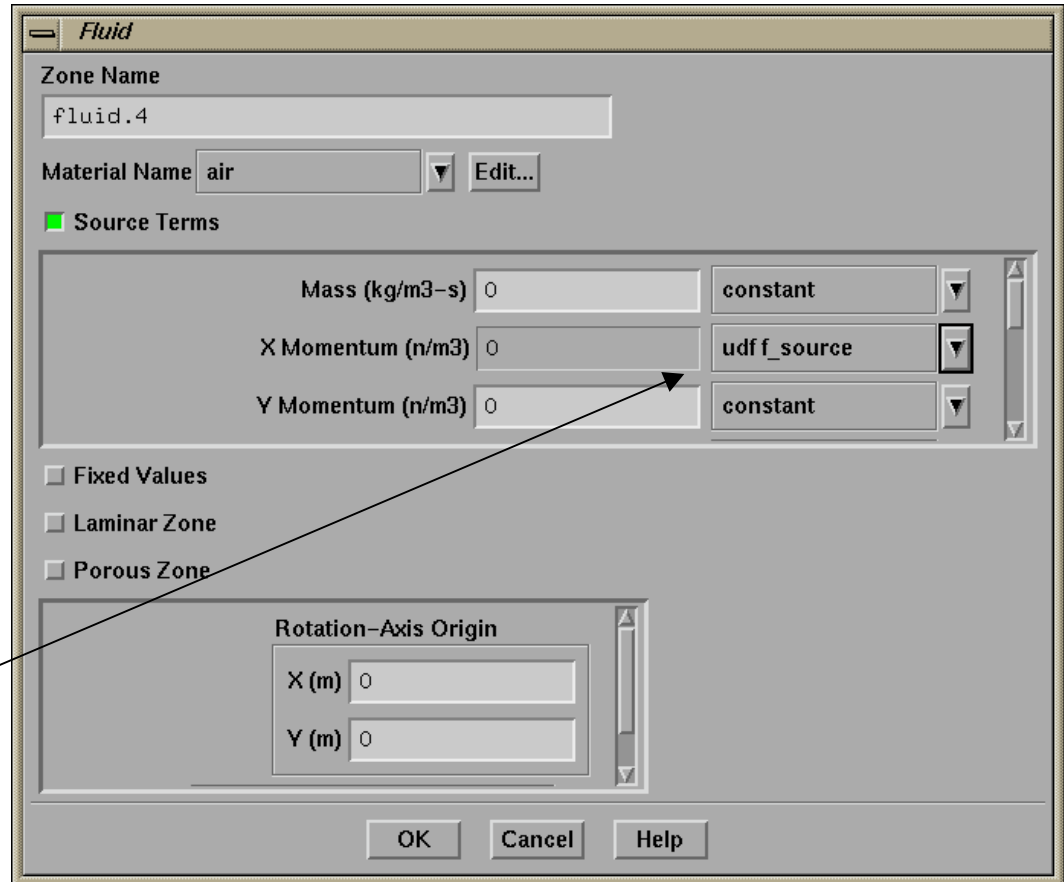 Fluid
Zone Name
fluid.4
Material Name air Edit...
Source Terms
Mass (kg/m3-s) 0 constant
X Momentum (n/m3) 0 udf f_source
Y Momentum (n/m3) 0 constant
Fixed Values
Laminar Zone
Porous Zone
Rotation-Axis Origin
X (m) 0
Y (m) 0
OK Cancel Help